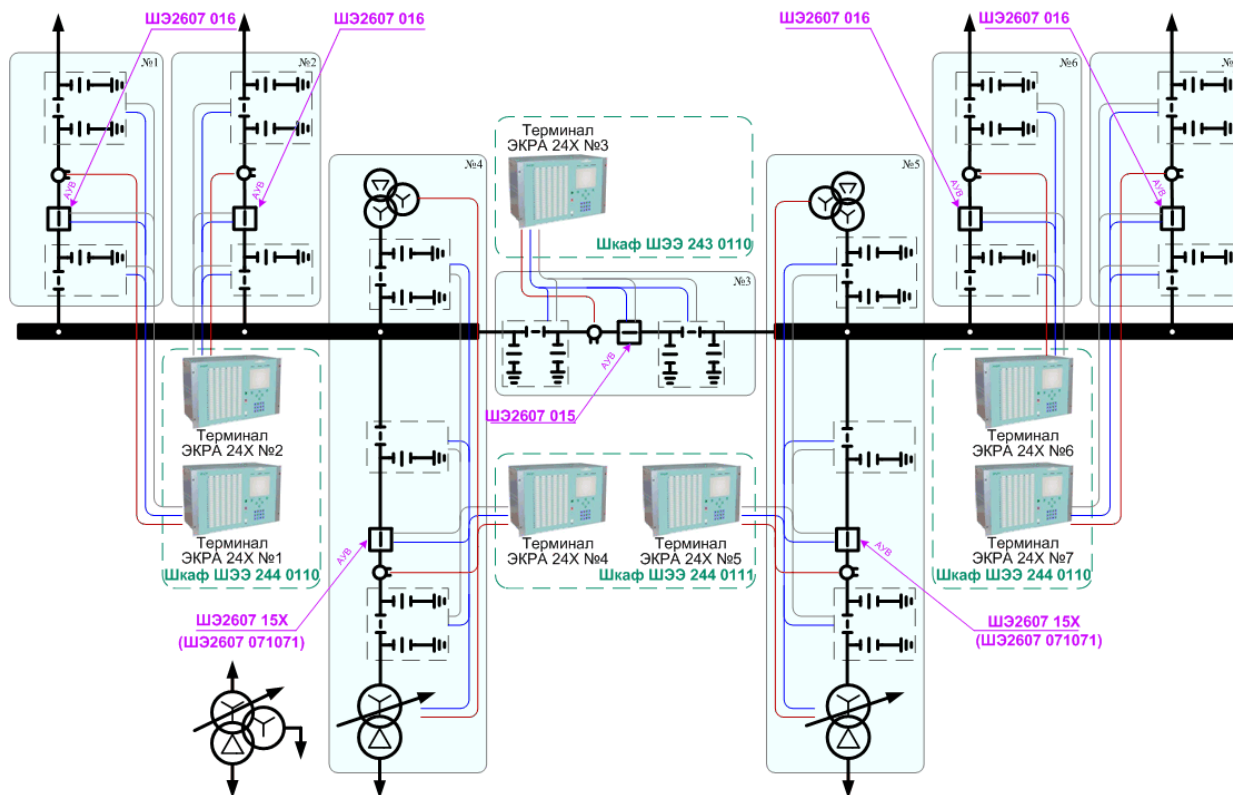 ШЭ2607 016
ШЭ2607 016
ШЭ2607 016
ШЭ2607 016
№1
№2
№6
Терминал
ЭКРА 24Х №3
№4
№5
АУВ
АУВ
АУВ
АУВ
Шкаф ШЭЭ 243 0110
№3
АУВ
ШЭ2607 015
Терминал
ЭКРА 24Х №2
Терминал
ЭКРА 24Х №6
Терминал
ЭКРА 24Х №1
Шкаф ШЭЭ 244 0110
АУВ
Терминал
ЭКРА 24Х №4
Терминал
ЭКРА 24Х №5
Шкаф ШЭЭ 244 0111
АУВ
Терминал
ЭКРА 24Х №7
Шкаф ШЭЭ 244 0110
ШЭ2607 15Х
(ШЭ2607 071071)
ШЭ2607 15Х
(ШЭ2607 071071)